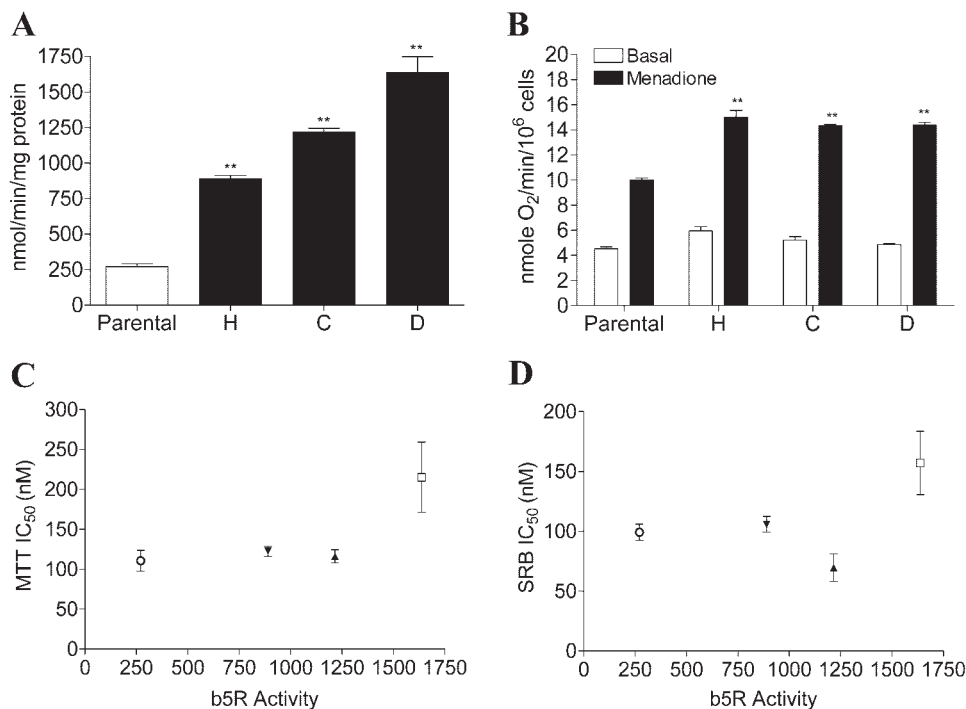 A
nmol/min/mg protein
1750
1500
1250
1000
750
500
250
0
**
**
**
Parental H C D
B
Basal
Menadione
nmole O₂/min/10⁶ cells
20
18
16
14
12
10
8
6
4
2
0
**
**
**
Parental H C D
C
MTT IC₅₀ (nM)
300
250
200
150
100
50
0
0 250 500 750 1000 1250 1500 1750
b5R Activity
D
SRB IC₅₀ (nM)
200
150
100
50
0
0 250 500 750 1000 1250 1500 1750
b5R Activity